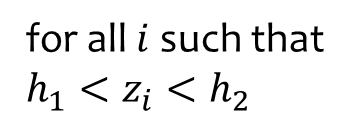 for all i such that
h₁ < zᵢ < h₂